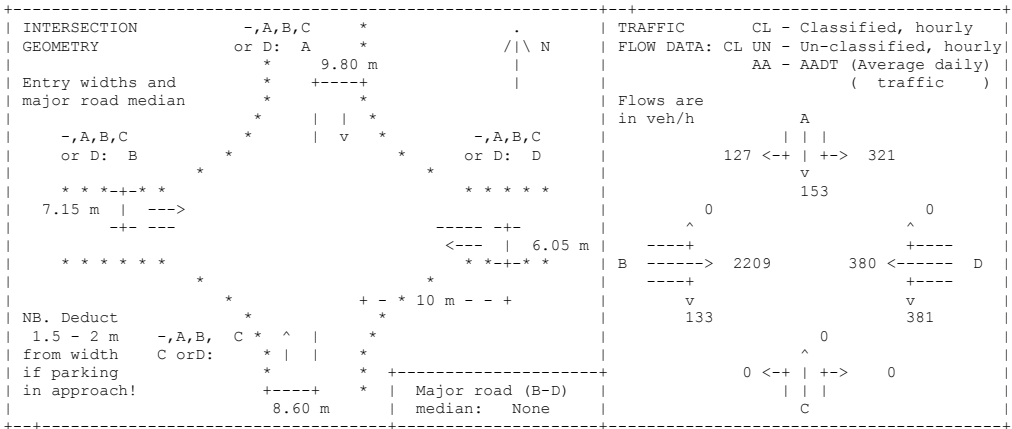 INTERSECTION -,A,B,C * . TRAFFIC CL - Classified, hourly
GEOMETRY or D: A * /|\ N FLOW DATA: CL UN - Un-classified, hourly
* 9.80 m | AA - AADT (Average daily)
Entry widths and * +----+ | ( traffic )
major road median * * Flows are
* | | * in veh/h A
-,A,B,C * | v * -,A,B,C | | |
or D: B * * or D: D 127 <-+ | +-> 321
* * v
* * *-+-* * * * * * * 153
7.15 m | ---> 0 0
-+- --- ----- -+- ^ ^
<--- | 6.05 m ----+ +----
* * * * * * * *-+-* * B ------> 2209 380 <------ D
* * ----+ +----
* + - * 10 m - - + v v
NB. Deduct * * 133 381
1.5 - 2 m -,A,B, C * ^ | * 0
from width C orD: * | | * ^
if parking * * 0 <-+ | +-> 0
in approach! +----+ * Major road (B-D) | | |
8.60 m median: None C